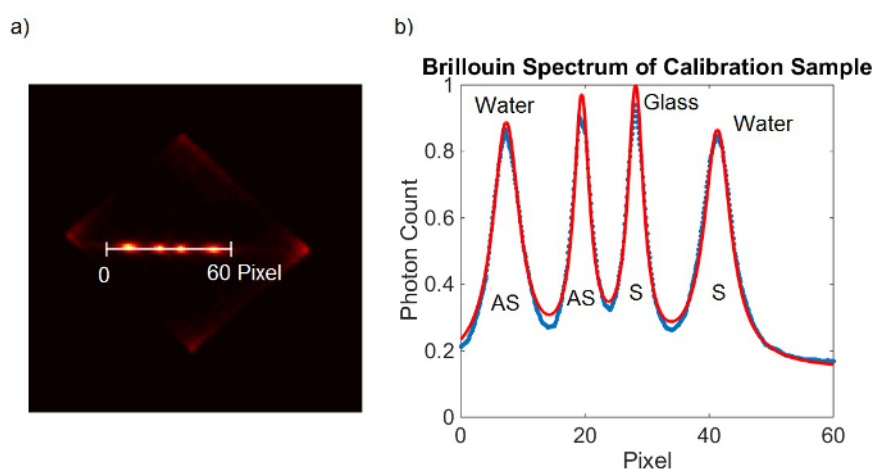 a)
0
60 Pixel
b)
Brillouin Spectrum of Calibration Sample
Photon Count
1
0.8
0.6
0.4
0.2
0
Water
Glass
Water
AS
AS
S
S
0
20
40
60
Pixel